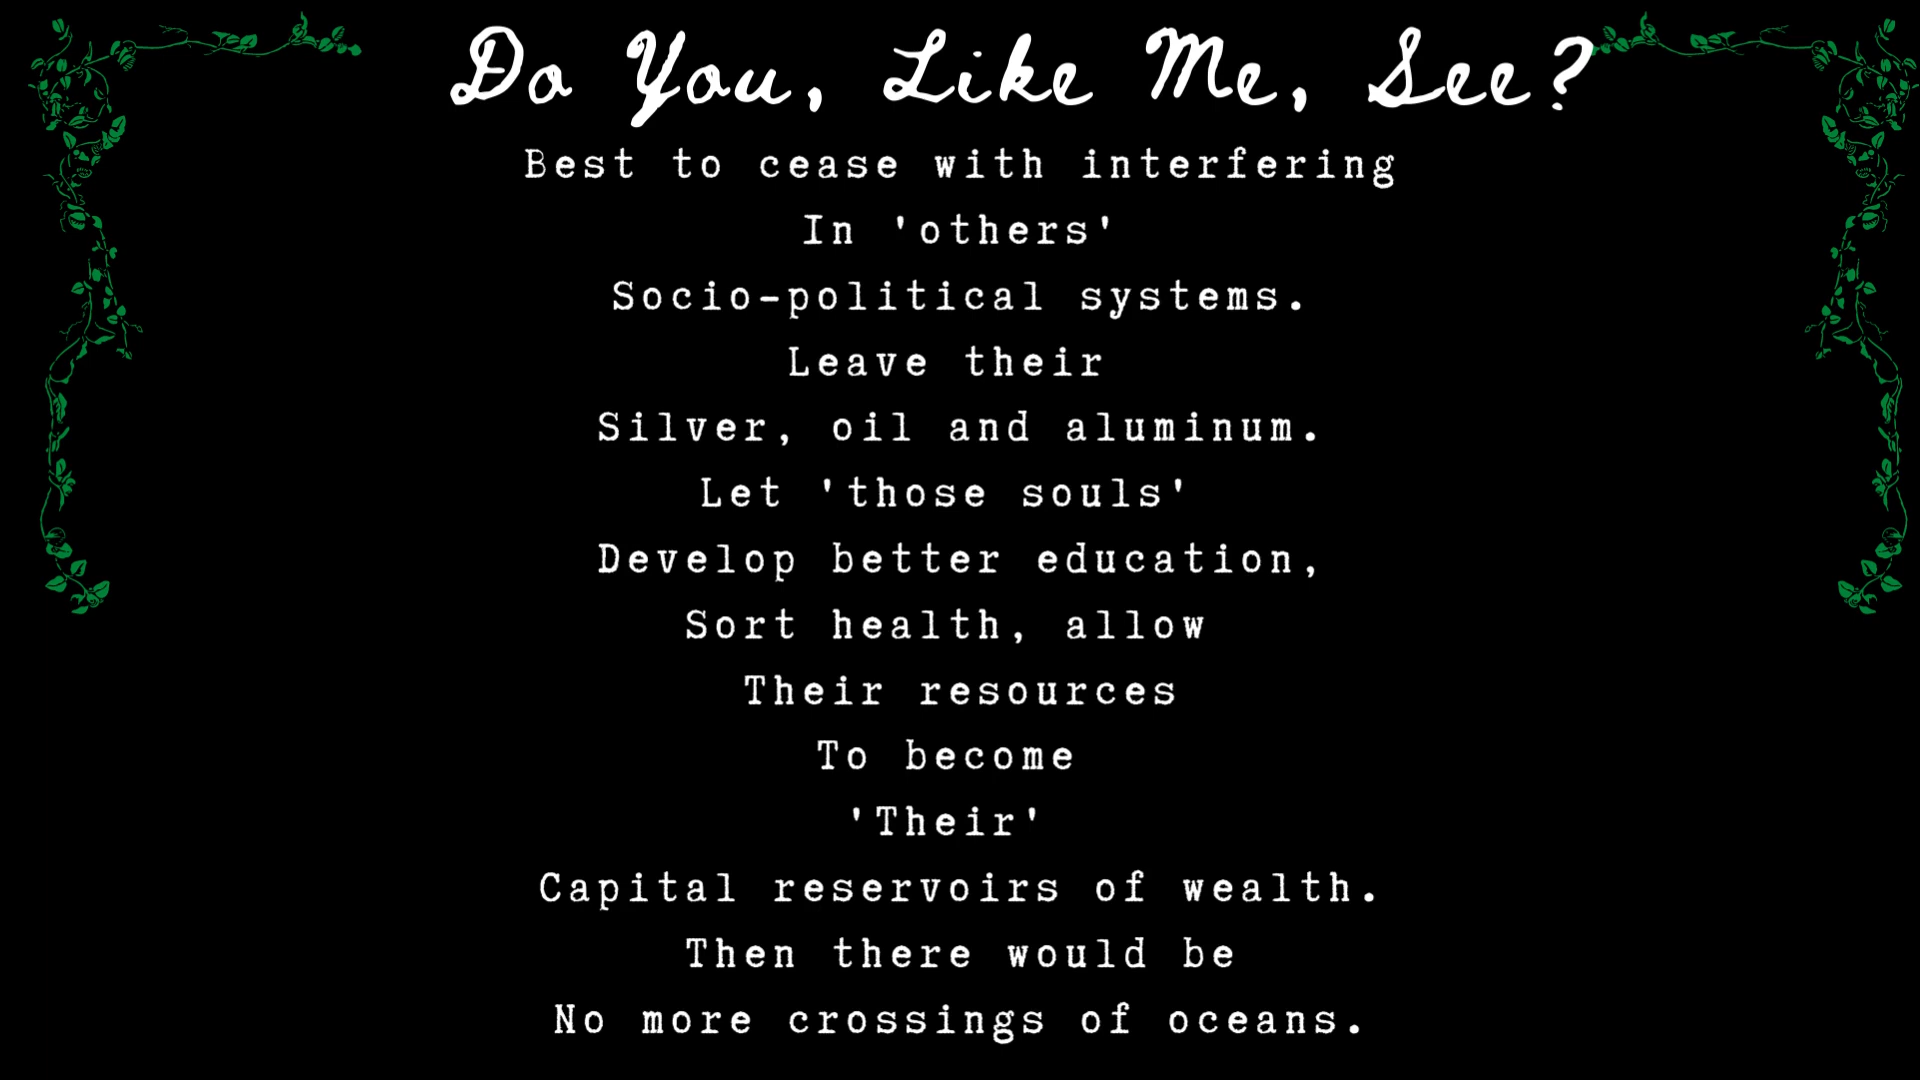 Do You, Like Me, See?
Best to cease with interfering
In 'others'
Socio-political systems.
Leave their
Silver, oil and aluminum.
Let 'those souls'
Develop better education,
Sort health, allow
Their resources
To become
'Their'
Capital reservoirs of wealth.
Then there would be
No more crossings of oceans.